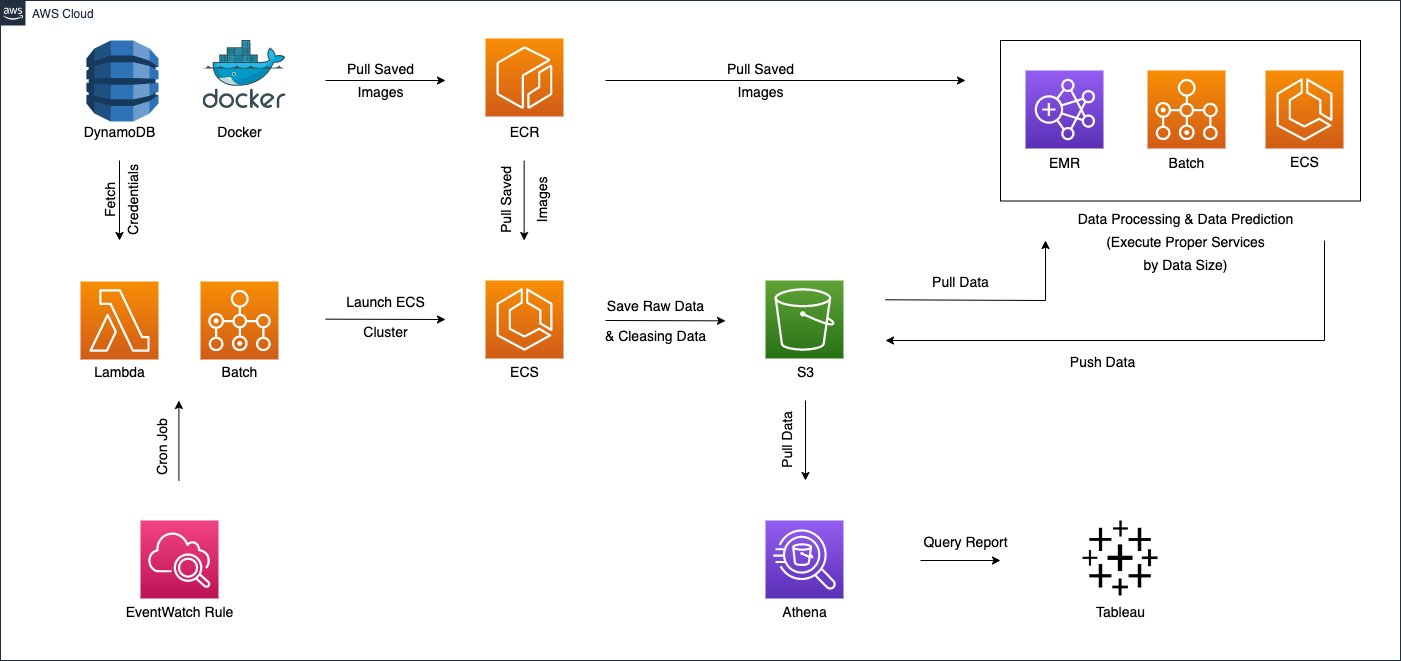 aws
AWS Cloud
DynamoDB
docker
Docker
Pull Saved
Images
ECR
Pull Saved
Images
EMR
Batch
ECS
Data Processing & Data Prediction
(Execute Proper Services
by Data Size)
Fetch
Credentials
Pull Saved
Images
Lambda
Batch
Launch ECS
Cluster
ECS
Save Raw Data
& Cleasing Data
S3
Pull Data
Push Data
Cron Job
Pull Data
EventWatch Rule
Athena
Query Report
Tableau